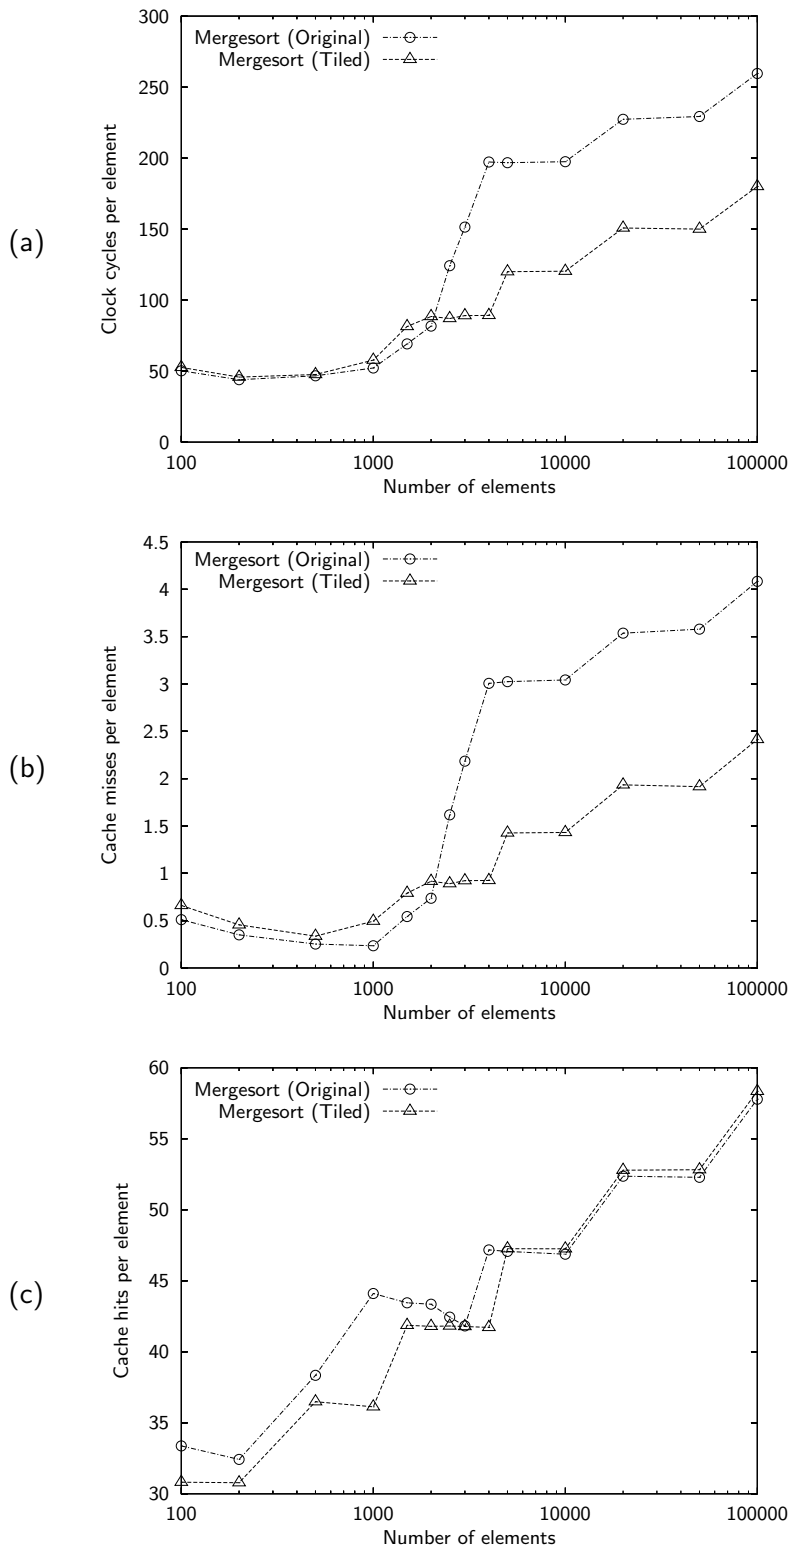 300
Mergesort (Original)
Mergesort (Tiled)
250
200
150
100
50
0
Clock cycles per element
(a)
100 1000 10000 100000
Number of elements
4.5
Mergesort (Original)
Mergesort (Tiled)
4
3.5
3
2.5
2
1.5
1
0.5
0
Cache misses per element
(b)
100 1000 10000 100000
Number of elements
60
Mergesort (Original)
Mergesort (Tiled)
55
50
45
40
35
30
Cache hits per element
(c)
100 1000 10000 100000
Number of elements